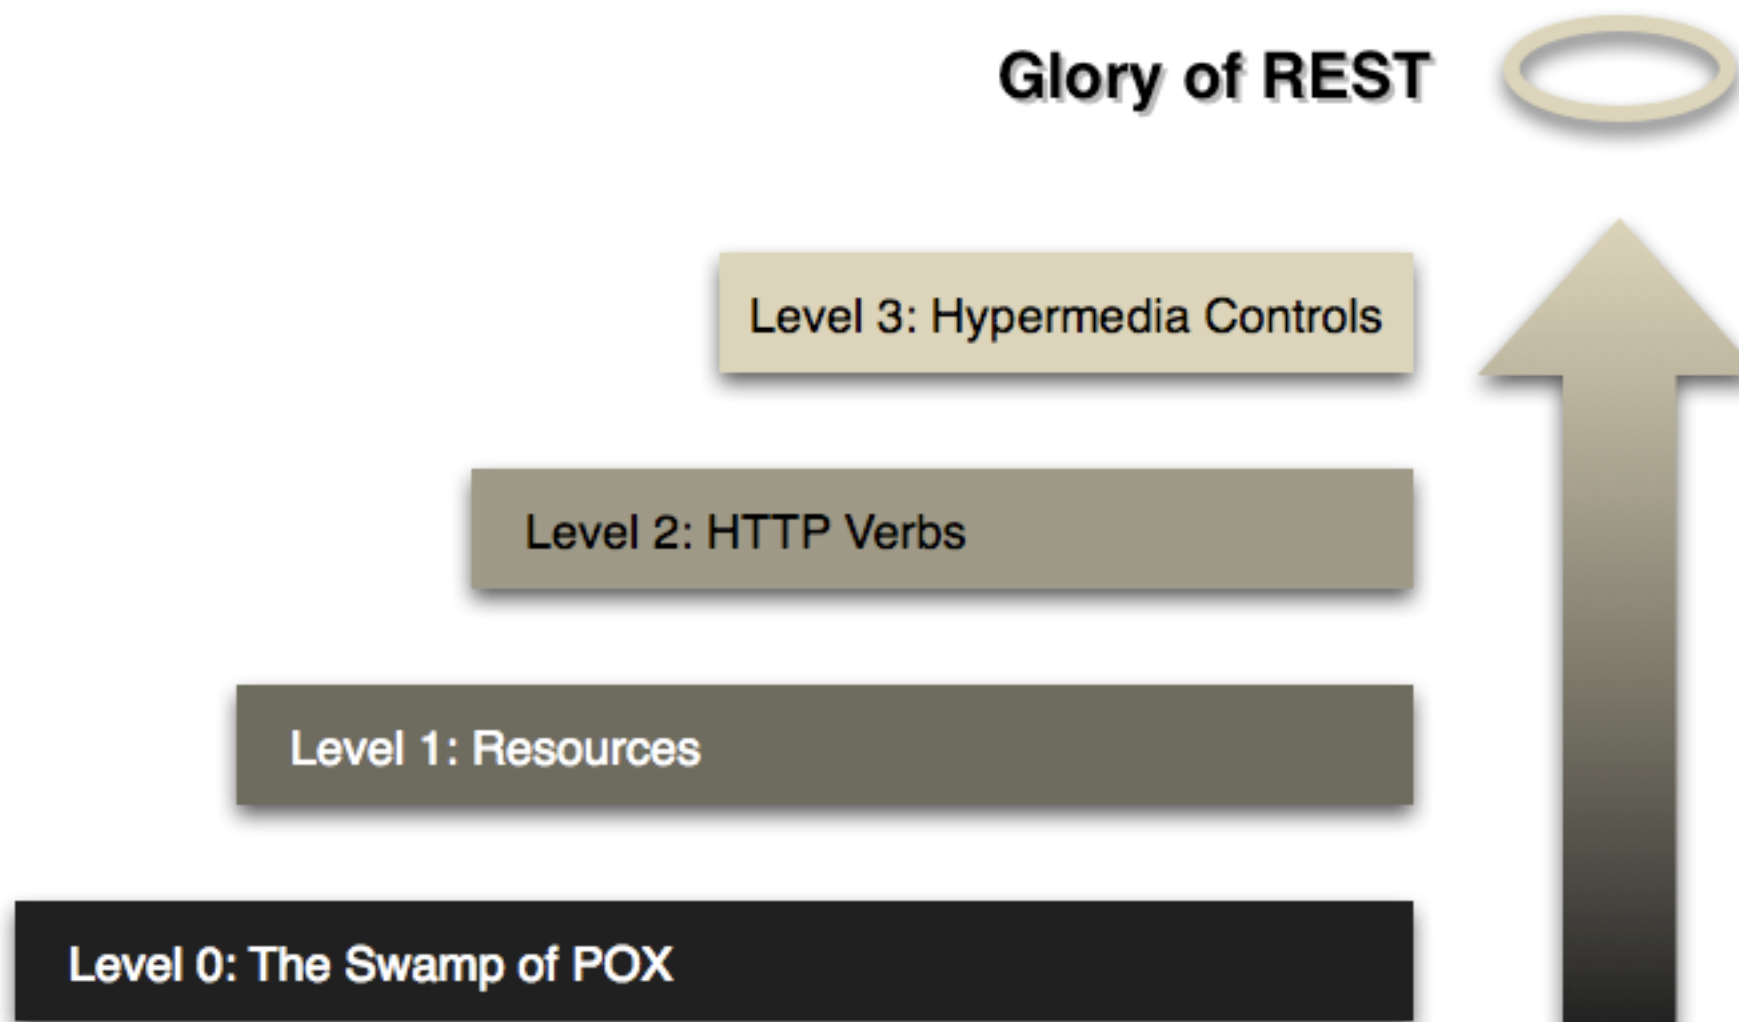 Glory of REST
Level 3: Hypermedia Controls
Level 2: HTTP Verbs
Level 1: Resources
Level 0: The Swamp of POX